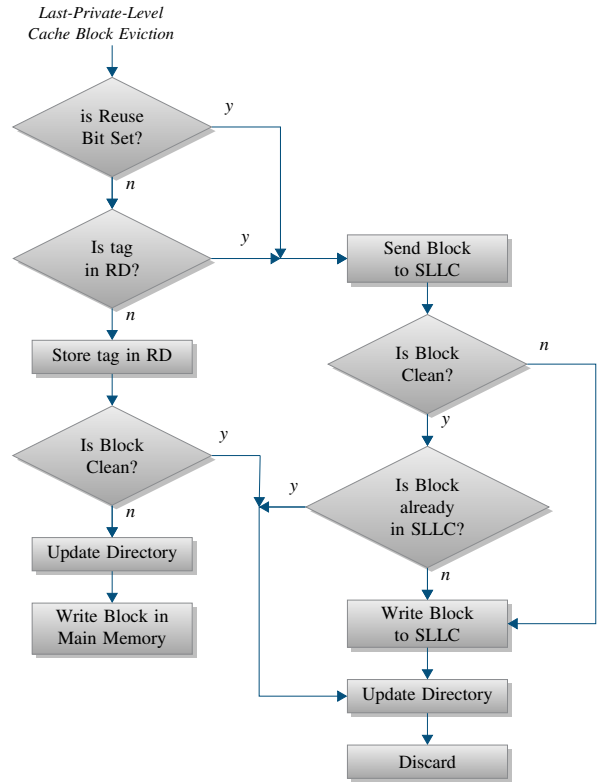 Last-Private-Level
Cache Block Eviction
is Reuse
Bit Set?
y
n
Is tag
in RD?
y
n
Send Block
to SLLC
Store tag in RD
Is Block
Clean?
n
y
Is Block
Clean?
y
n
Is Block
already
in SLLC?
y
n
Update Directory
Write Block in
Main Memory
Write Block
to SLLC
Update Directory
Discard